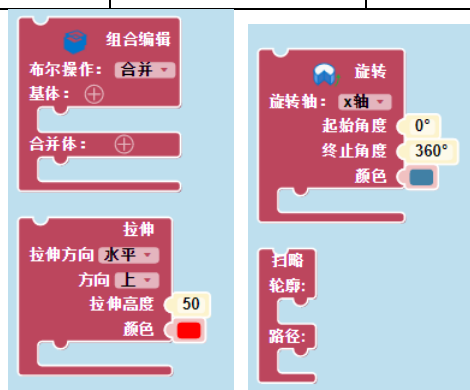 组合编辑
布尔操作： 合并
基体：
合并体：
拉伸
拉伸方向 水平
方向 上
拉伸高度 50
颜色
旋转
旋转轴： x轴
起始角度 0°
终止角度 360°
颜色
扫略
轮廓:
路径: